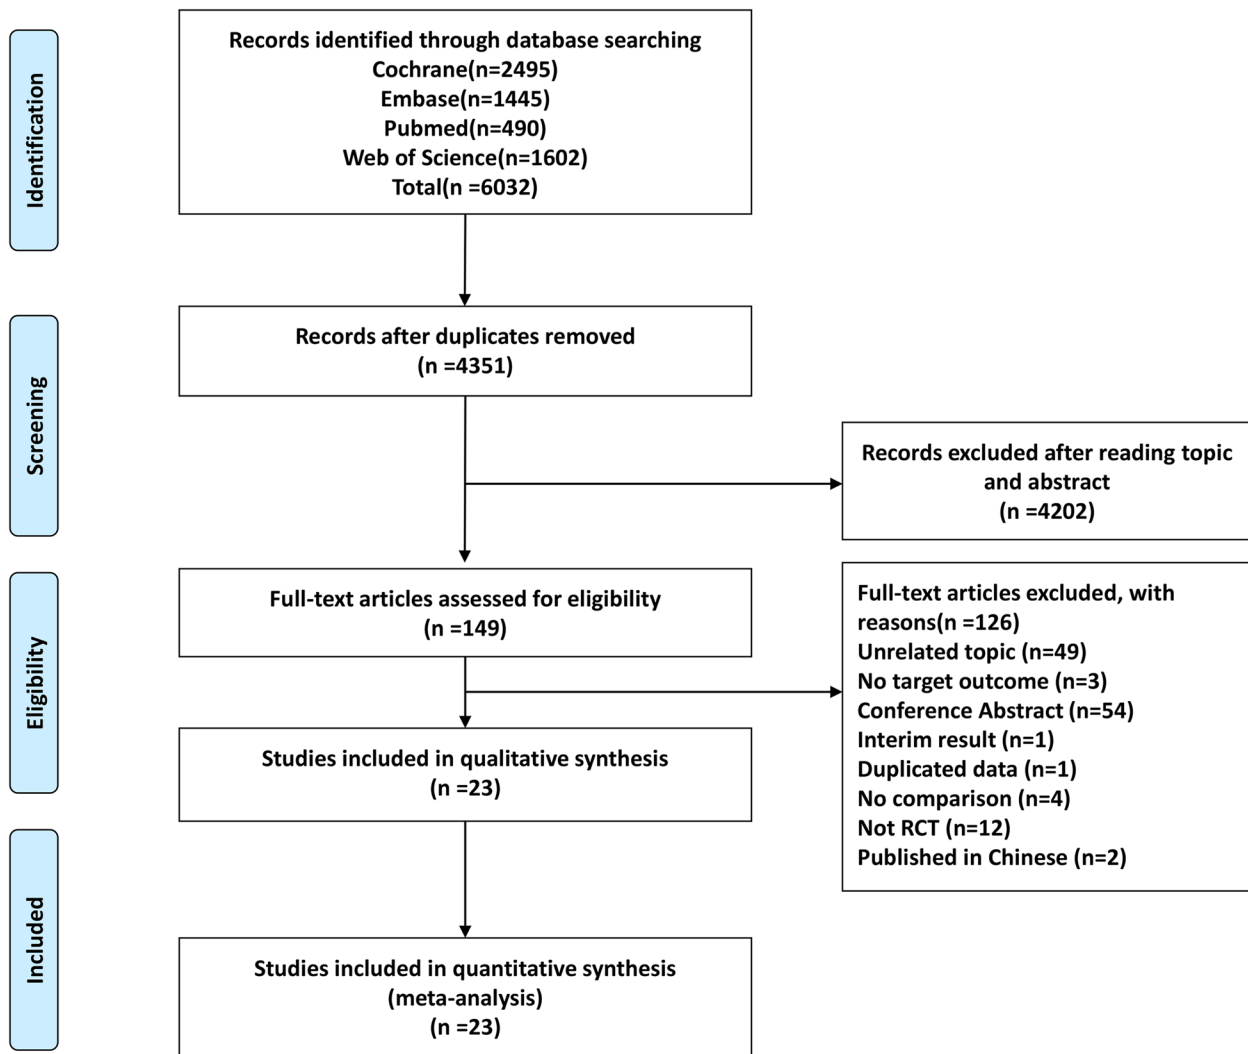 Identification
Records identified through database searching
Cochrane(n=2495)
Embase(n=1445)
Pubmed(n=490)
Web of Science(n=1602)
Total(n =6032)
Screening
Records after duplicates removed
(n =4351)
Records excluded after reading topic
and abstract
(n =4202)
Eligibility
Full-text articles assessed for eligibility
(n =149)
Full-text articles excluded, with
reasons(n =126)
Unrelated topic (n=49)
No target outcome (n=3)
Conference Abstract (n=54)
Interim result (n=1)
Duplicated data (n=1)
No comparison (n=4)
Not RCT (n=12)
Published in Chinese (n=2)
Studies included in qualitative synthesis
(n =23)
Included
Studies included in quantitative synthesis
(meta-analysis)
(n =23)